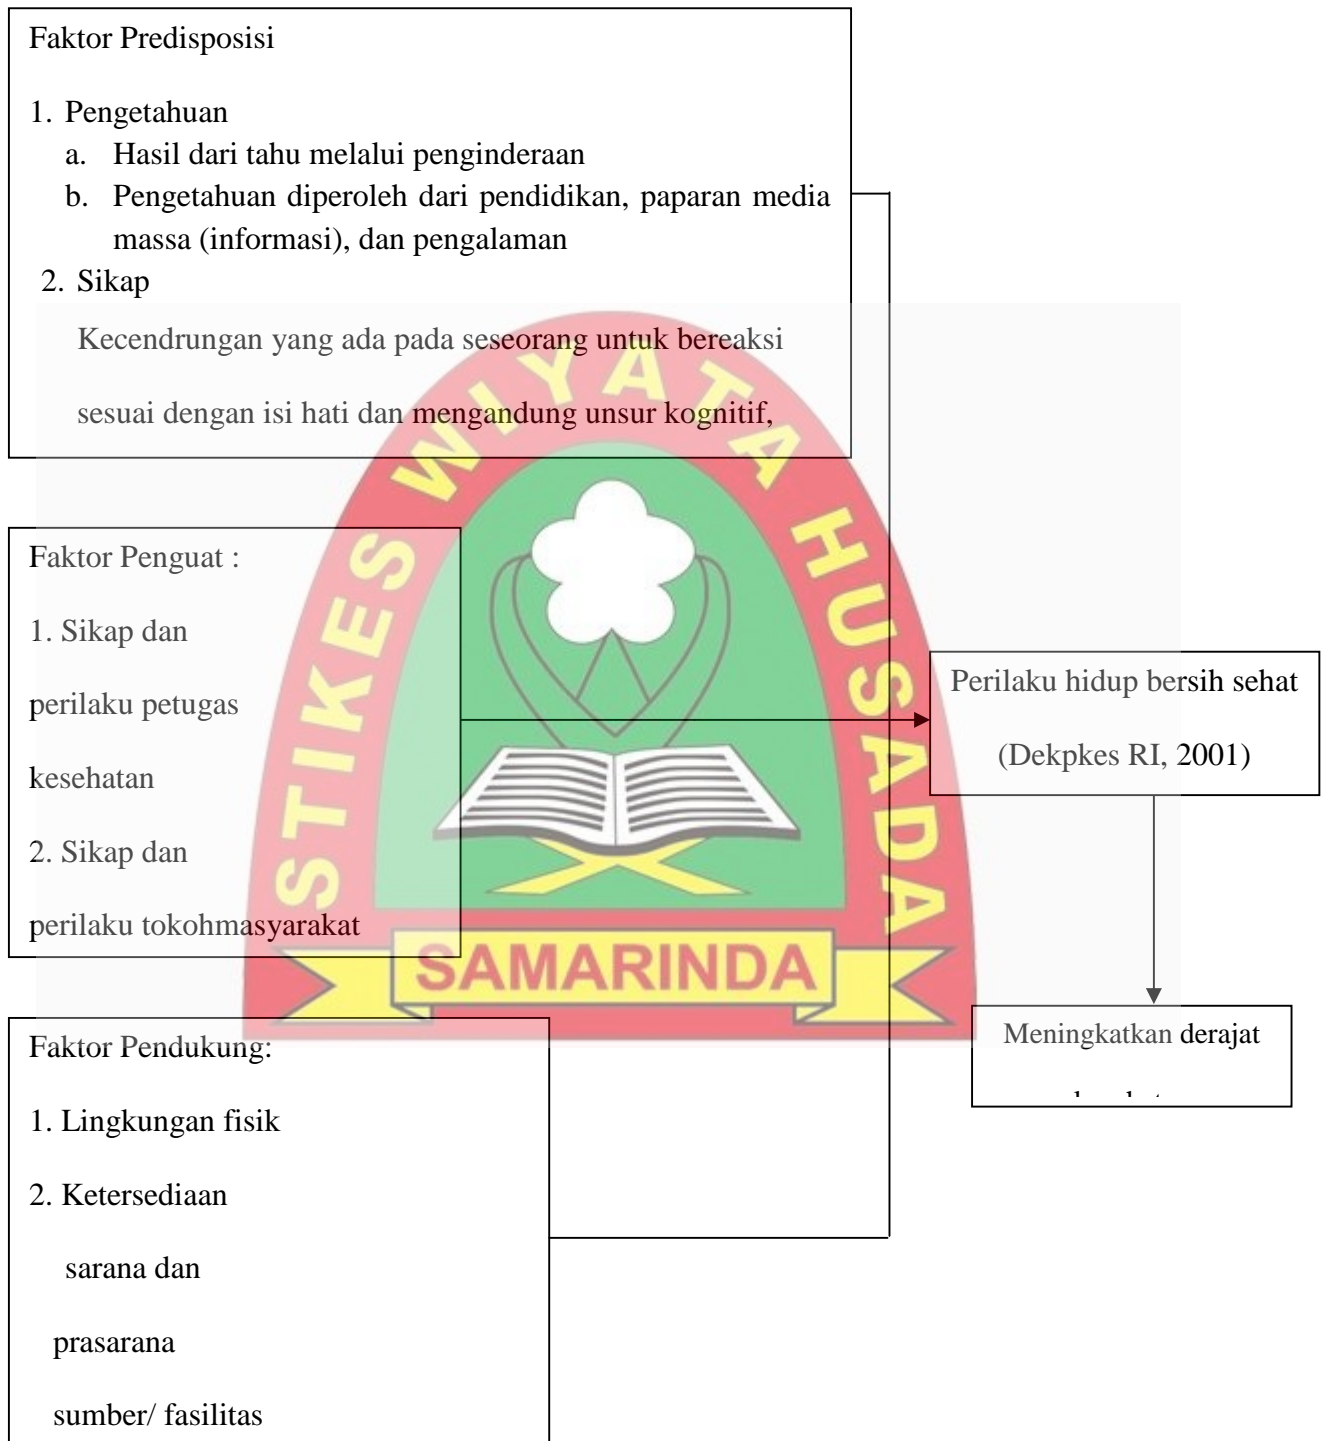 Faktor Predisposisi
1. Pengetahuan
a. Hasil dari tahu melalui penginderaan
b. Pengetahuan diperoleh dari pendidikan, paparan media
massa (informasi), dan pengalaman
2. Sikap
Kecendrungan yang ada pada seseorang untuk bereaksi
sesuai dengan isi hati dan mengandung unsur kognitif,
Faktor Penguat :
1. Sikap dan
perilaku petugas
kesehatan
2. Sikap dan
perilaku tokohmasyarakat
Faktor Pendukung:
1. Lingkungan fisik
2. Ketersediaan
sarana dan
prasarana
sumber/ fasilitas
Perilaku hidup bersih sehat
(Dekpkes RI, 2001)
Meningkatkan derajat
STIKES WIYATA HUSADA
SAMARINDA